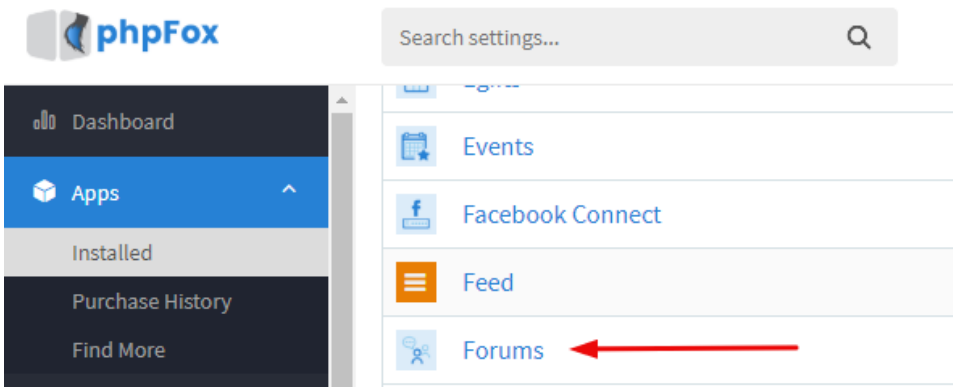 phpFox
Search settings...
Dashboard
Apps
Installed
Purchase History
Find More
Events
Facebook Connect
Feed
Forums